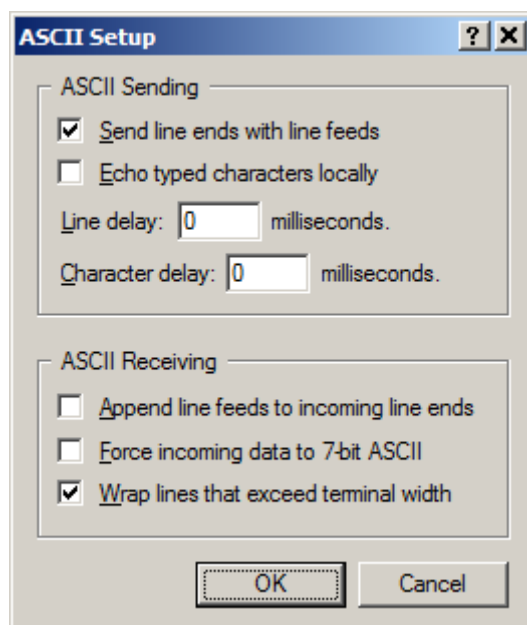 ASCII Setup
ASCII Sending
Send line ends with line feeds
Echo typed characters locally
Line delay: 0 milliseconds.
Character delay: 0 milliseconds.
ASCII Receiving
Append line feeds to incoming line ends
Force incoming data to 7-bit ASCII
Wrap lines that exceed terminal width
OK Cancel